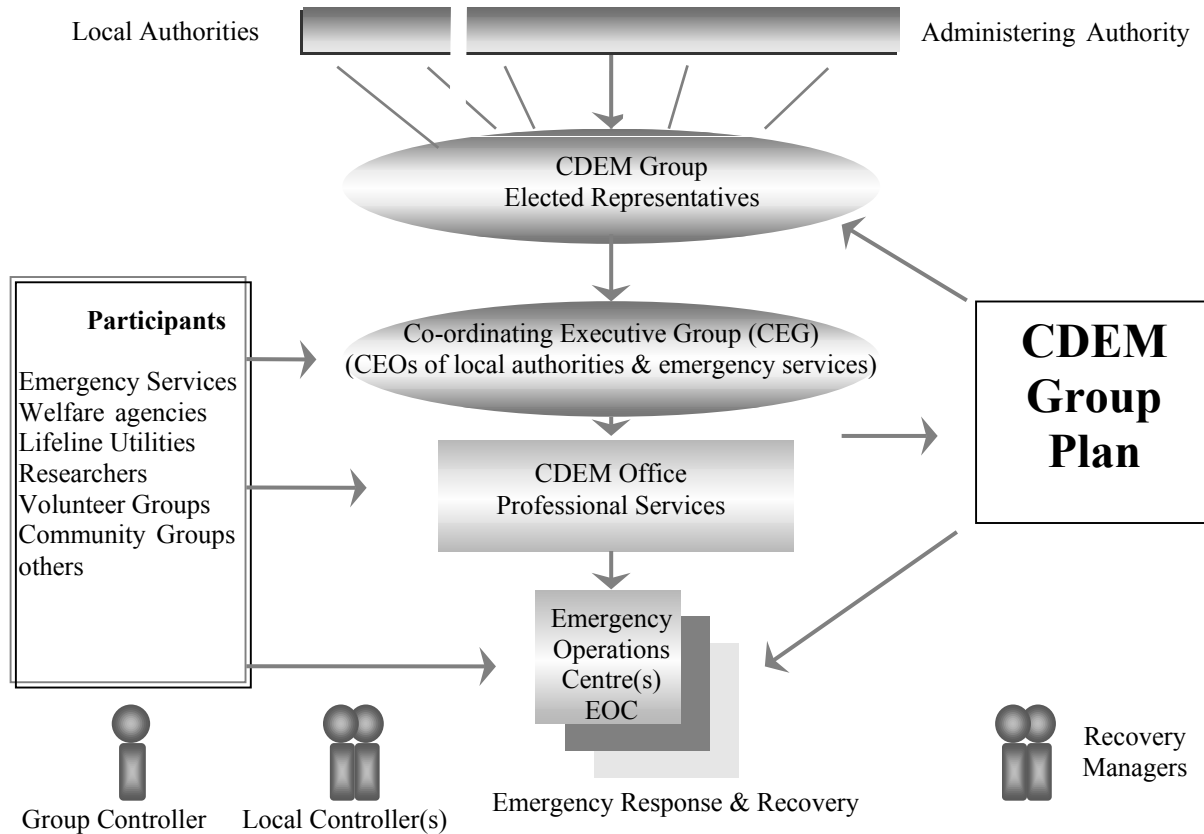 Local Authorities
Administering Authority
CDEM Group
Elected Representatives
Participants
Emergency Services
Welfare agencies
Lifeline Utilities
Researchers
Volunteer Groups
Community Groups
others
Co-ordinating Executive Group (CEG)
(CEOs of local authorities & emergency services)
CDEM
Group
Plan
CDEM Office
Professional Services
Emergency
Operations
Centre(s)
EOC
Emergency Response & Recovery
Group Controller
Local Controller(s)
Recovery
Managers